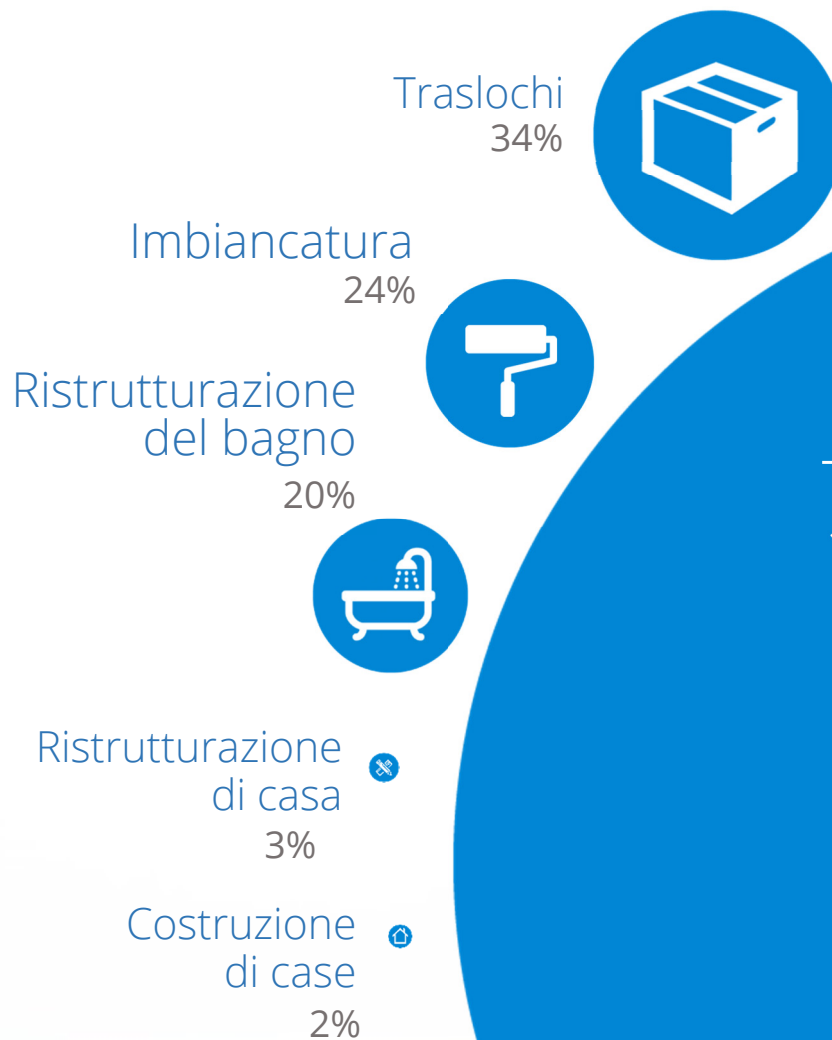 Traslochi
34%
Imbiancatura
24%
Ristrutturazione
del bagno
20%
Ristrutturazione
di casa
3%
Costruzione
di case
2%